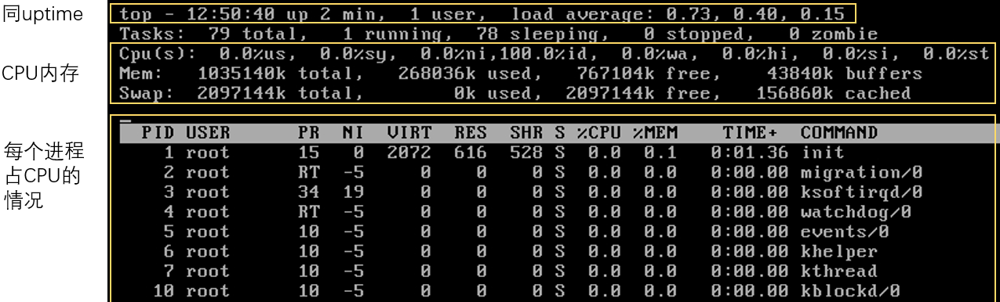 同uptime
top - 12:50:40 up 2 min,  1 user,  load average: 0.73, 0.40, 0.15
Tasks:  79 total,   1 running,  78 sleeping,   0 stopped,   0 zombie
CPU内存
Cpu(s):  0.0%us,  0.0%sy,  0.0%ni,100.0%id,  0.0%wa,  0.0%hi,  0.0%si,  0.0%st
Mem:   1035140k total,   268036k used,   767104k free,    43840k buffers
Swap:  2097144k total,        0k used,  2097144k free,   156860k cached
每个进程
占CPU的
情况
PID USER      PR  NI  VIRT  RES  SHR S %CPU %MEM    TIME+  COMMAND
1 root      15   0  2072  616  528 S  0.0  0.1   0:01.36 init
2 root      RT  -5     0    0    0 S  0.0  0.0   0:00.00 migration/0
3 root      34  19     0    0    0 S  0.0  0.0   0:00.00 ksoftirqd/0
4 root      RT  -5     0    0    0 S  0.0  0.0   0:00.00 watchdog/0
5 root      10  -5     0    0    0 S  0.0  0.0   0:00.00 events/0
6 root      10  -5     0    0    0 S  0.0  0.0   0:00.00 khelper
7 root      10  -5     0    0    0 S  0.0  0.0   0:00.00 kthread
10 root      10  -5     0    0    0 S  0.0  0.0   0:00.00 kblockd/0